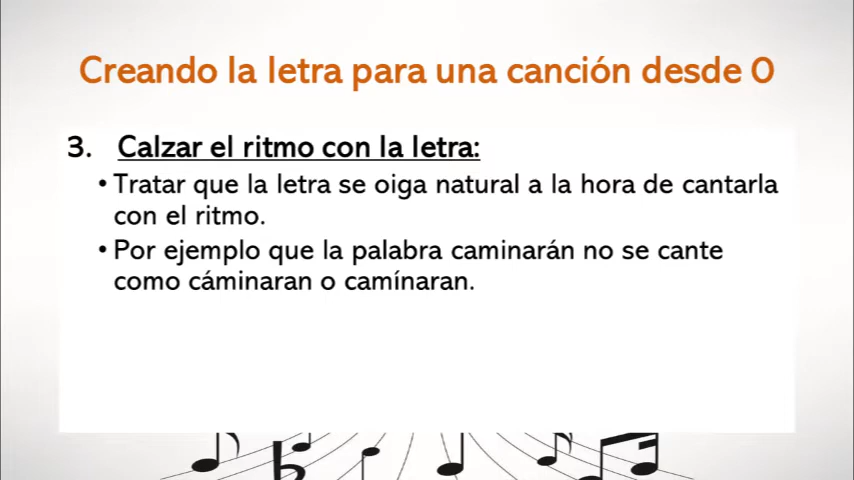 Creando la letra para una canción desde 0
3. Calzar el ritmo con la letra:
• Tratar que la letra se oiga natural a la hora de cantarla
con el ritmo.
• Por ejemplo que la palabra caminarán no se cante
como cáminaran o camínaran.